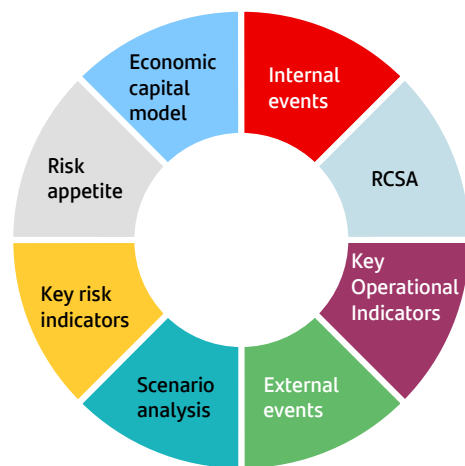 Economic
capital
model
Internal
events
RCSA
Key
Operational
Indicators
External
events
Scenario
analysis
Key risk
indicators
Risk
appetite